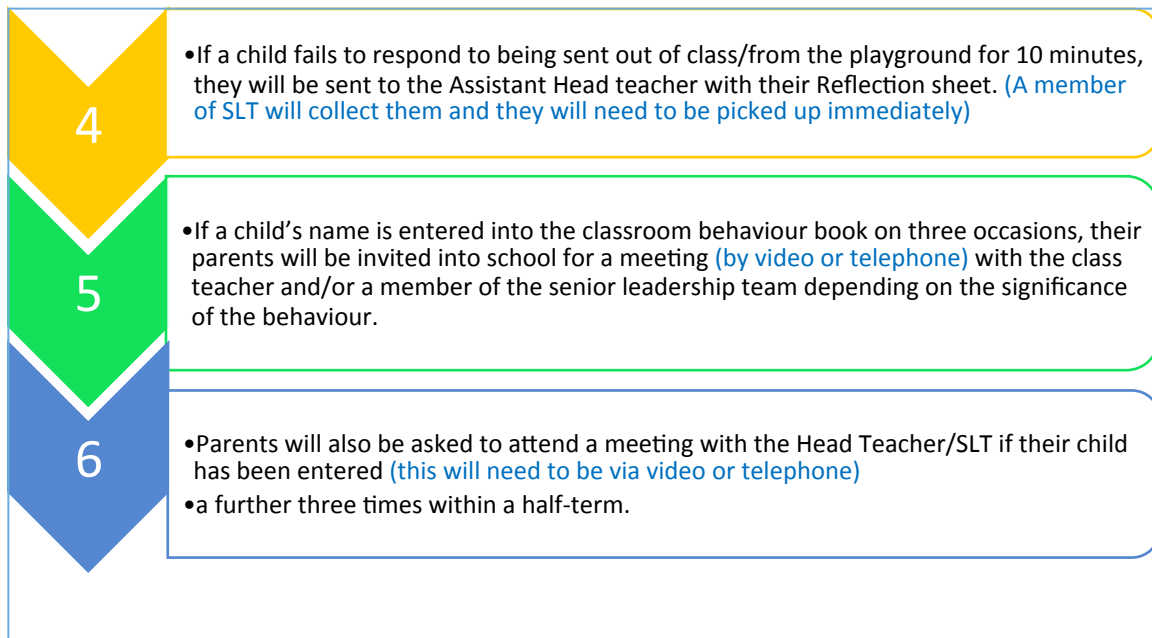 4
•If a child fails to respond to being sent out of class/from the playground for 10 minutes,
they will be sent to the Assistant Head teacher with their Reflection sheet. (A member
of SLT will collect them and they will need to be picked up immediately)
5
•If a child’s name is entered into the classroom behaviour book on three occasions, their
parents will be invited into school for a meeting (by video or telephone) with the class
teacher and/or a member of the senior leadership team depending on the significance
of the behaviour.
6
•Parents will also be asked to attend a meeting with the Head Teacher/SLT if their child
has been entered (this will need to be via video or telephone)
•a further three times within a half-term.